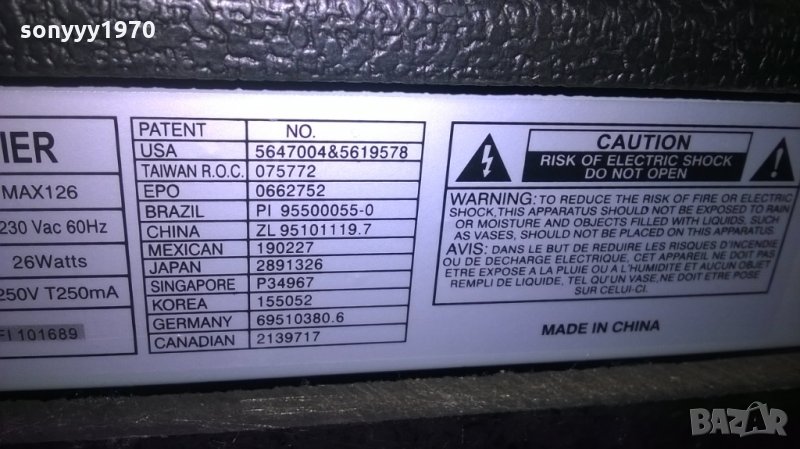 sonyyy1970
IER
MAX126
230 Vac 60Hz
26Watts
250V T250mA
FI 101689
PATENT NO.
USA 5647004&5619578
TAIWAN R.O.C. 075772
EPO 0662752
BRAZIL PI 95500055-0
CHINA ZL 95101119.7
MEXICAN 190227
JAPAN 2891326
SINGAPORE P34967
KOREA 155052
GERMANY 69510380.6
CANADIAN 2139717
CAUTION
RISK OF ELECTRIC SHOCK
DO NOT OPEN
WARNING: TO REDUCE THE RISK OF FIRE OR ELECTRIC
SHOCK, THIS APPARATUS SHOULD NOT BE EXPOSED TO RAIN
OR MOISTURE AND OBJECTS FILLED WITH LIQUIDS, SUCH
AS VASES, SHOULD NOT BE PLACED ON THIS APPARATUS.
AVIS: DANS LE BUT DE REDUIRE LES RISQUES D'INCENDIE
OU DE DECHARGE ELECTRIQUE, CET APPAREIL NE DOIT PAS
ETRE EXPOSE A LA PLUIE OU A L'HUMIDITE ET AUCUN OBJET
REMPLI DE LIQUIDE, TEL QU'UN VASE, NE DOIT ETRE POSE
SUR CELUI-CI.
MADE IN CHINA
BAZAR